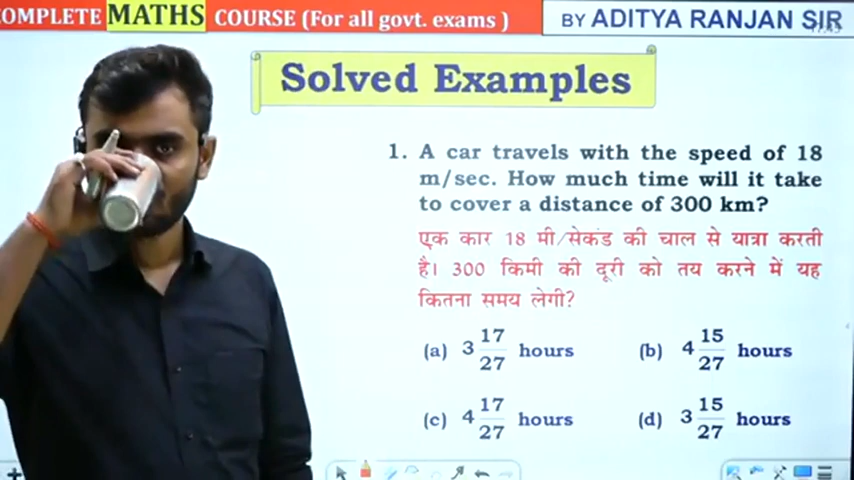 COMPLETE MATHS COURSE (For all govt. exams ) BY ADITYA RANJAN SIR
Solved Examples
1. A car travels with the speed of 18
m/sec. How much time will it take
to cover a distance of 300 km?
एक कार 18 मी/सेकंड की चाल से यात्रा करती
है। 300 किमी की दूरी को तय करने में यह
कितना समय लेगी?
(a) 3 17/27 hours (b) 4 15/27 hours
(c) 4 17/27 hours (d) 3 15/27 hours